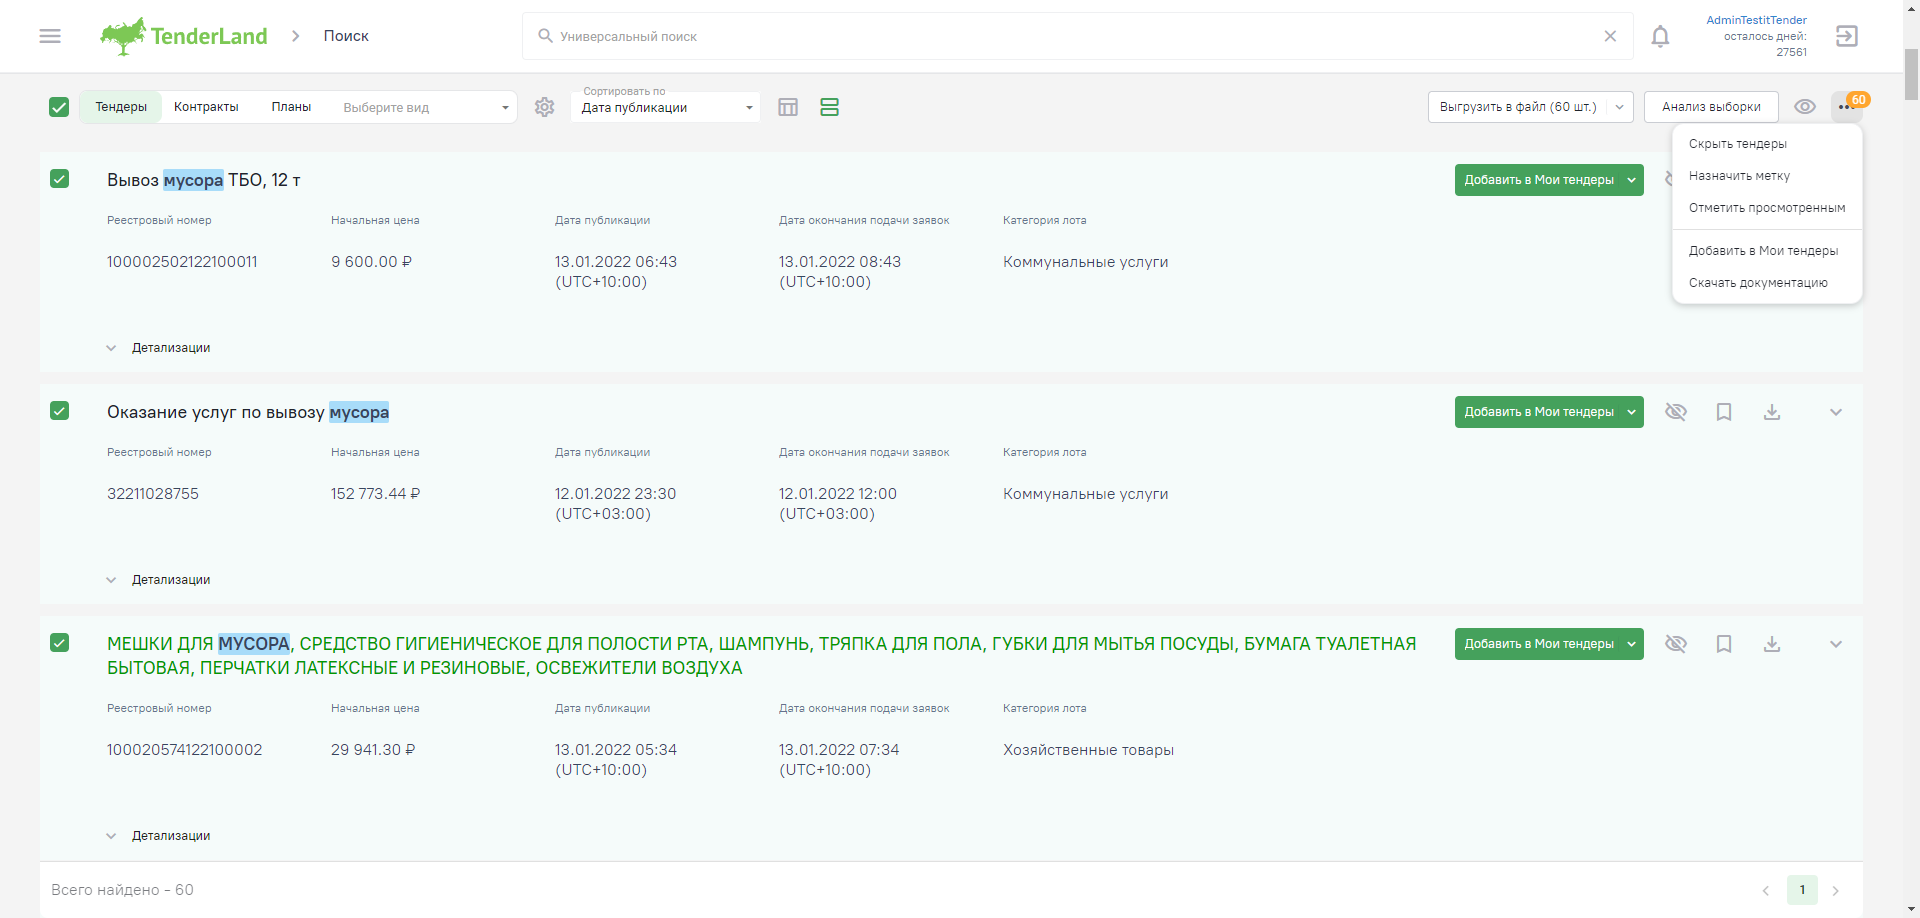 TenderLand
Поиск
Универсальный поиск
AdminTestitTender
осталось дней:
27561
Тендеры
Контракты
Планы
Выберите вид
Сортировать по
Дата публикации
Выгрузить в файл (60 шт.)
Анализ выборки
60
Скрыть тендеры
Назначить метку
Отметить просмотренным
Добавить в Мои тендеры
Скачать документацию
Вывоз мусора ТБО, 12 т
Добавить в Мои тендеры
Реестровый номер
Начальная цена
Дата публикации
Дата окончания подачи заявок
Категория лота
100002502122100011
9 600.00 ₽
13.01.2022 06:43
(UTC+10:00)
13.01.2022 08:43
(UTC+10:00)
Коммунальные услуги
Детализации
Оказание услуг по вывозу мусора
Добавить в Мои тендеры
Реестровый номер
Начальная цена
Дата публикации
Дата окончания подачи заявок
Категория лота
32211028755
152 773.44 ₽
12.01.2022 23:30
(UTC+03:00)
12.01.2022 12:00
(UTC+03:00)
Коммунальные услуги
Детализации
МЕШКИ ДЛЯ МУСОРА, СРЕДСТВО ГИГИЕНИЧЕСКОЕ ДЛЯ ПОЛОСТИ РТА, ШАМПУНЬ, ТРЯПКА ДЛЯ ПОЛА, ГУБКИ ДЛЯ МЫТЬЯ ПОСУДЫ, БУМАГА ТУАЛЕТНАЯ
БЫТОВАЯ, ПЕРЧАТКИ ЛАТЕКСНЫЕ И РЕЗИНОВЫЕ, ОСВЕЖИТЕЛИ ВОЗДУХА
Добавить в Мои тендеры
Реестровый номер
Начальная цена
Дата публикации
Дата окончания подачи заявок
Категория лота
100020574122100002
29 941.30 ₽
13.01.2022 05:34
(UTC+10:00)
13.01.2022 07:34
(UTC+10:00)
Хозяйственные товары
Детализации
Всего найдено - 60
1